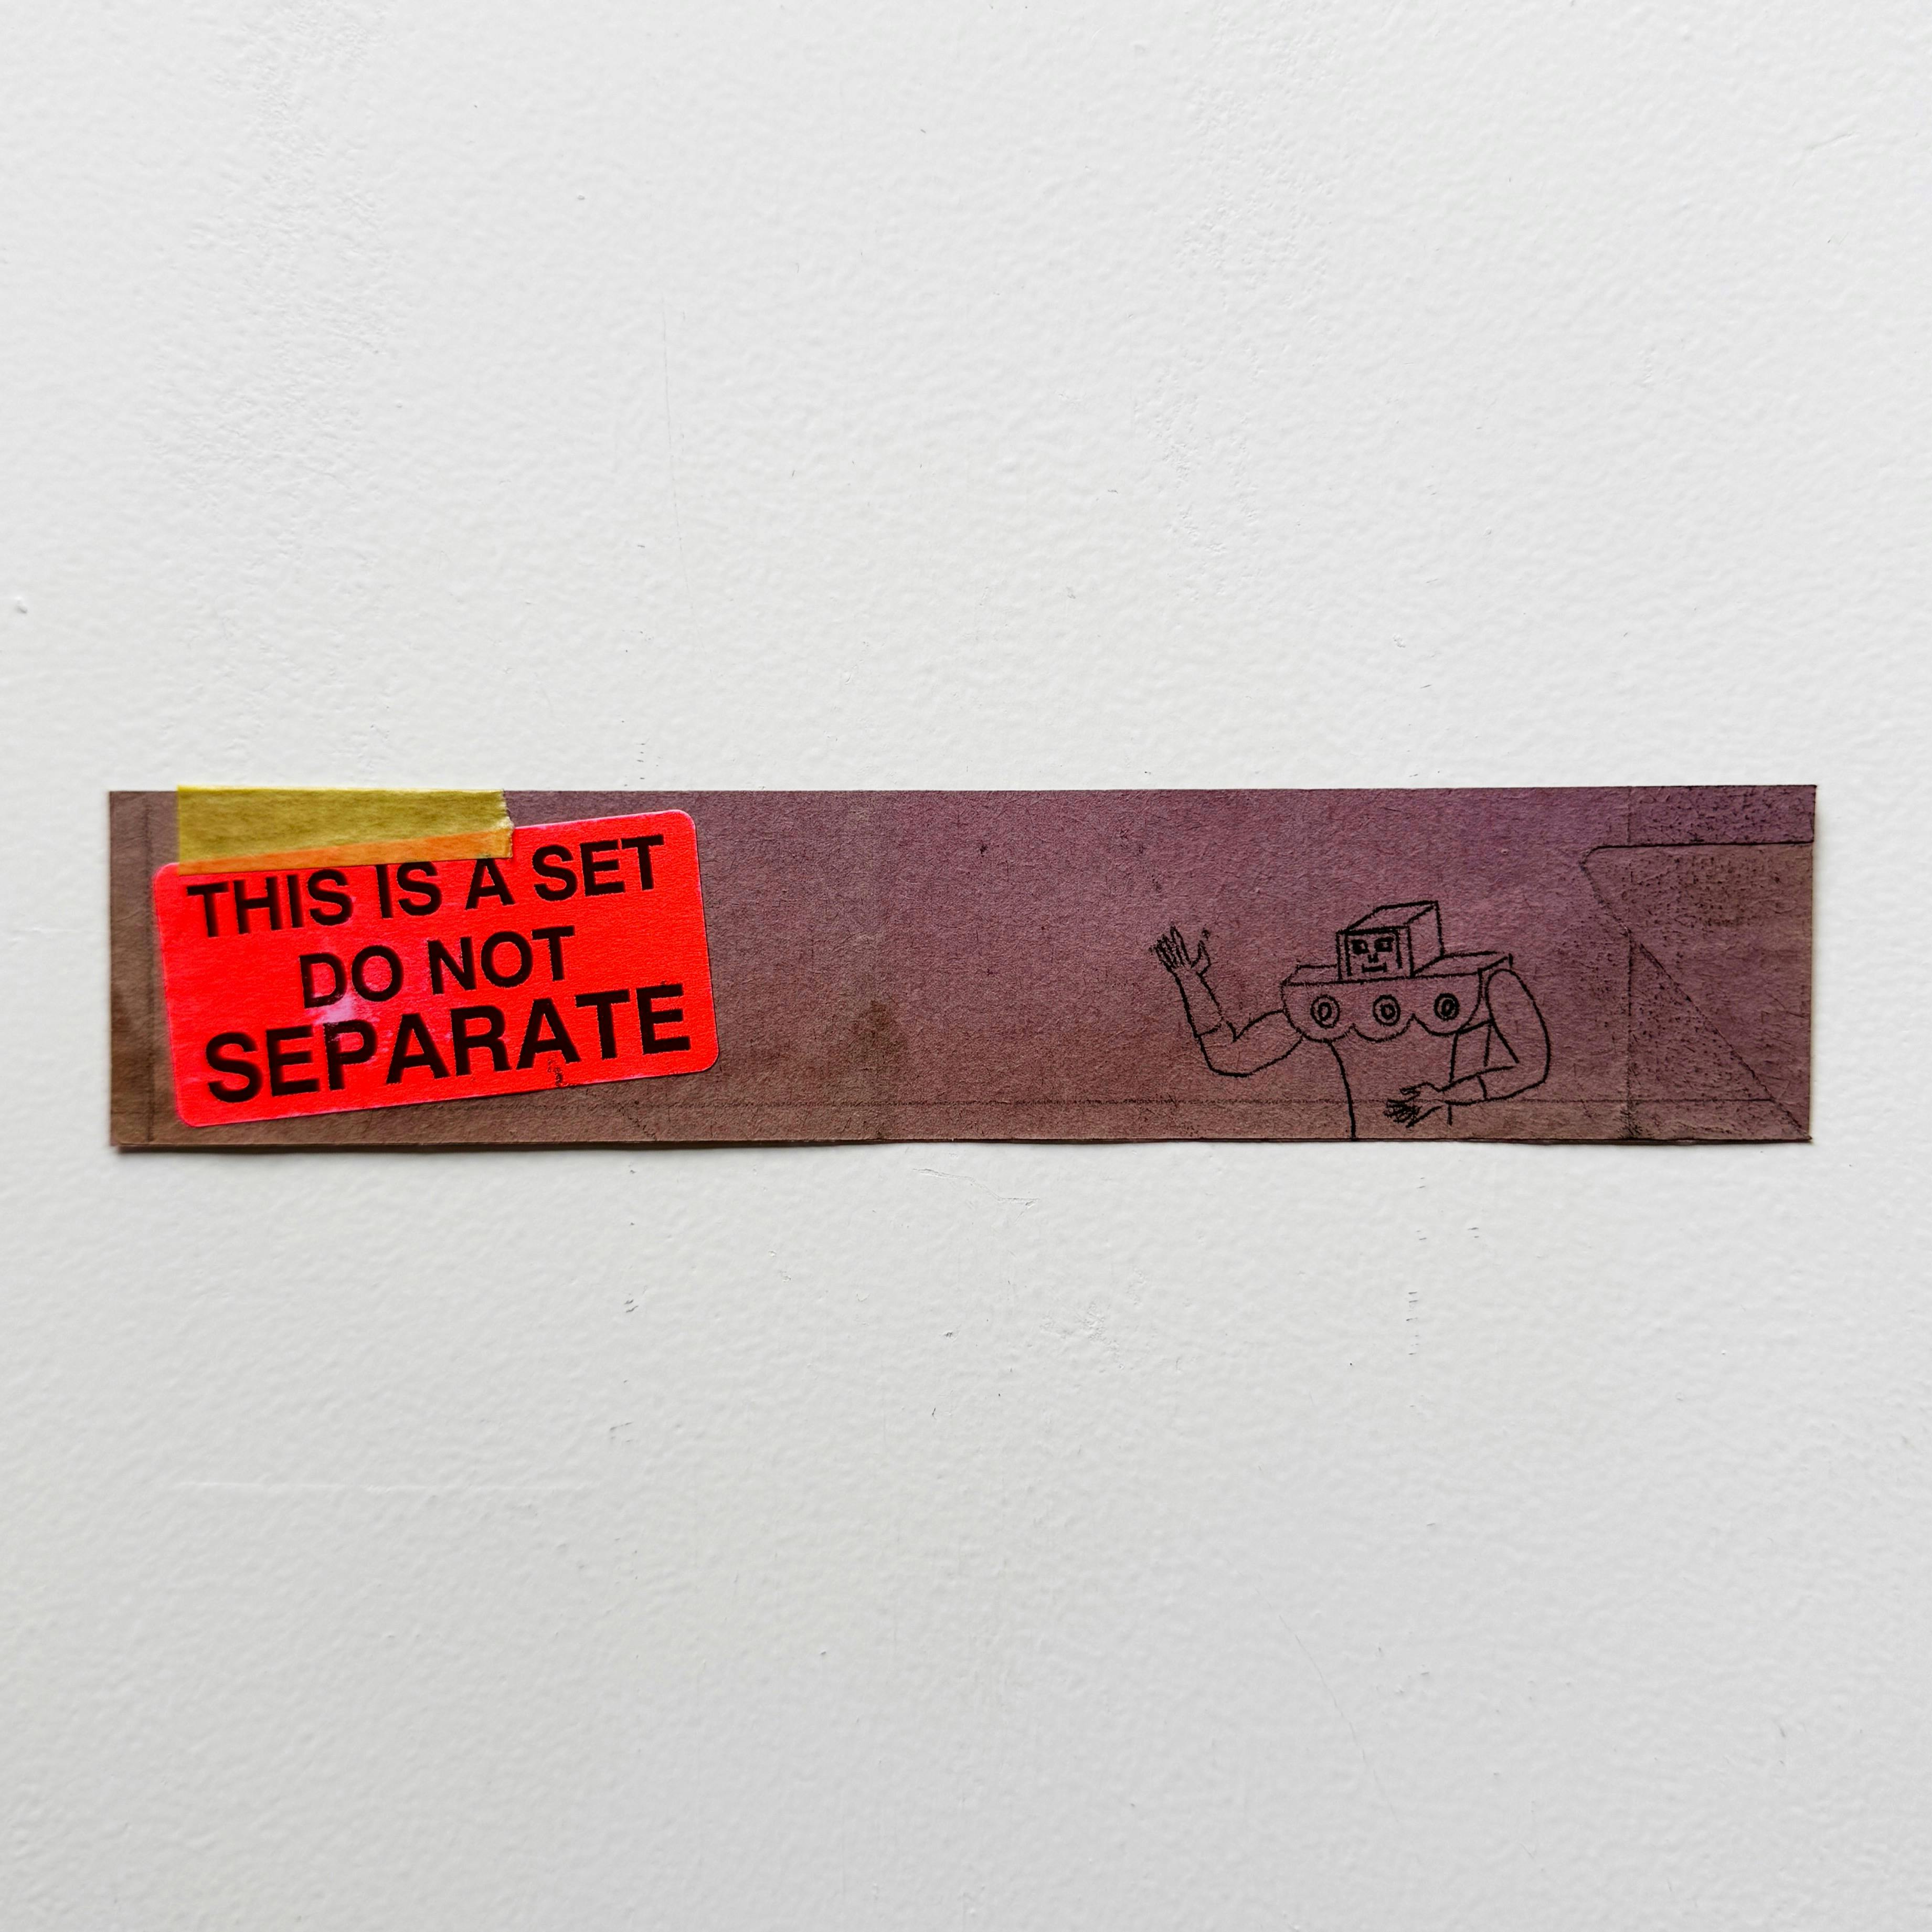 THIS IS A SET
DO NOT
SEPARATE